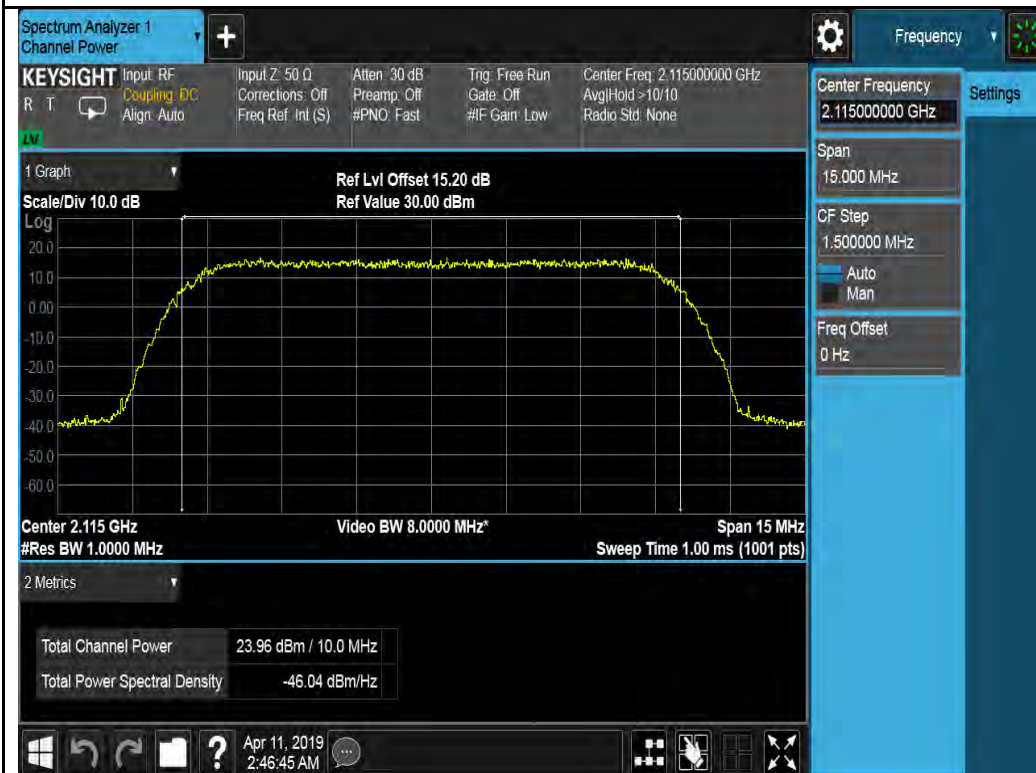 Spectrum Analyzer 1
Channel Power
Frequency
KEYSIGHT
R T
LNI
Input: RF
Coupling: DC
Align: Auto
Input Z: 50 Ω
Corrections: Off
Freq Ref: Int (S)
Atten: 30 dB
Preamp: Off
#PNO: Fast
Trig: Free Run
Gate: Off
#IF Gain: Low
Center Freq: 2.115000000 GHz
Avg|Hold >10/10
Radio Std: None
Center Frequency
2.115000000 GHz
Settings
Span
15.000 MHz
CF Step
1.500000 MHz
Auto
Man
Freq Offset
0 Hz
1 Graph
Scale/Div 10.0 dB
Ref Lvl Offset 15.20 dB
Ref Value 30.00 dBm
Log
20.0
10.0
0.00
-10.0
-20.0
-30.0
-40.0
-50.0
-60.0
Center 2.115 GHz
#Res BW 1.0000 MHz
Video BW 8.0000 MHz*
Span 15 MHz
Sweep Time 1.00 ms (1001 pts)
2 Metrics
Total Channel Power 23.96 dBm / 10.0 MHz
Total Power Spectral Density -46.04 dBm/Hz
?
Apr 11, 2019
2:46:45 AM